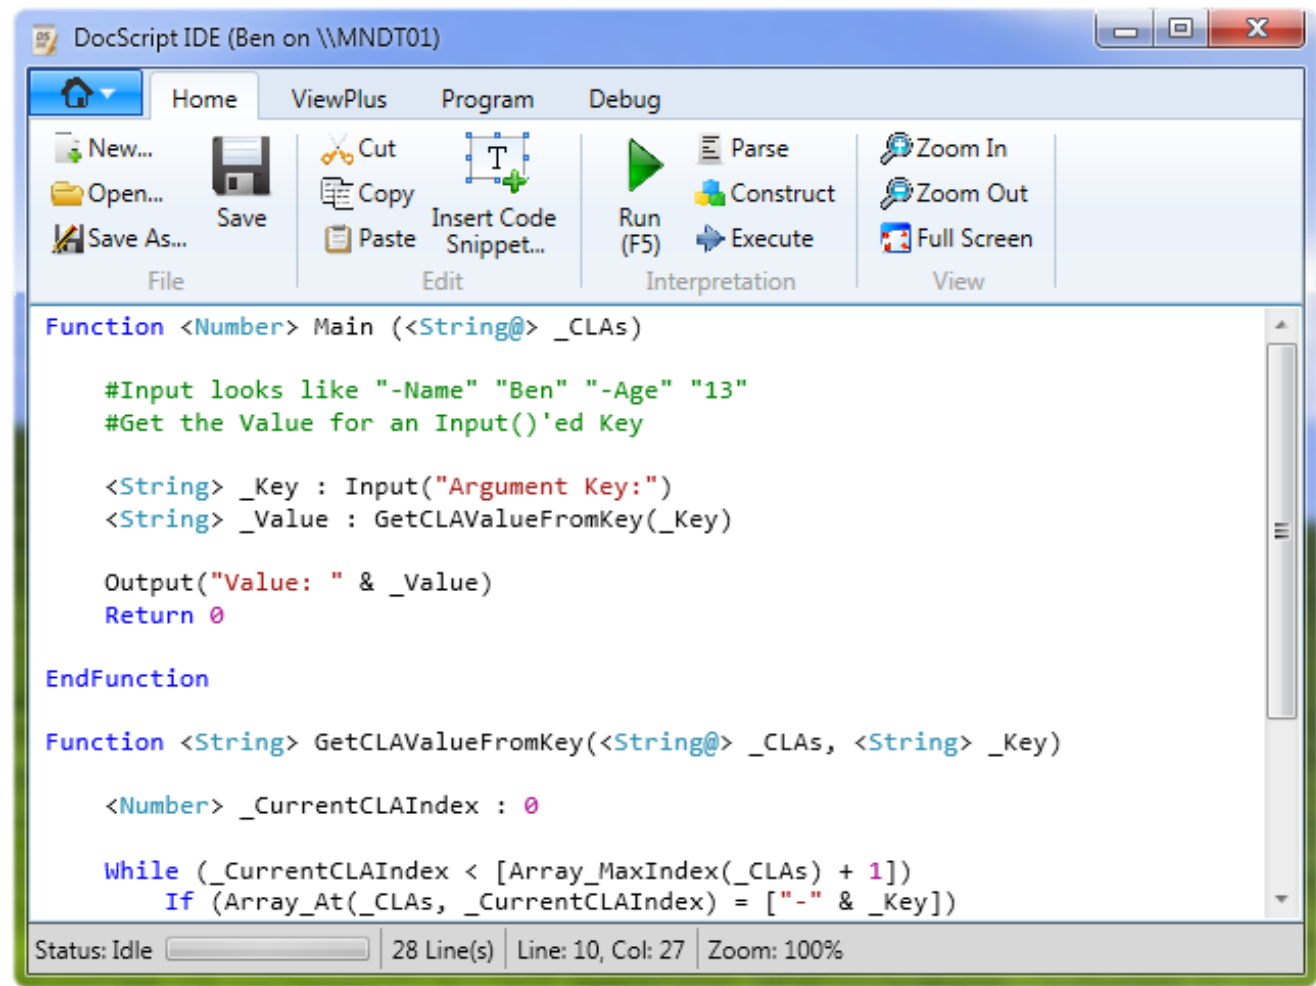 DocScript IDE (Ben on \\MNDT01)
Home ViewPlus Program Debug
New...
Open...
Save As...
Save
File
Cut
Copy
Paste
Insert Code
Snippet...
Edit
Run
(F5)
Parse
Construct
Execute
Interpretation
Zoom In
Zoom Out
Full Screen
View
Function <Number> Main (<String@> _CLAs)
#Input looks like "-Name" "Ben" "-Age" "13"
#Get the Value for an Input()'ed Key
<String> _Key : Input("Argument Key:")
<String> _Value : GetCLAValueFromKey(_Key)
Output("Value: " & _Value)
Return 0
EndFunction
Function <String> GetCLAValueFromKey(<String@> _CLAs, <String> _Key)
<Number> _CurrentCLAIndex : 0
While (_CurrentCLAIndex < [Array_MaxIndex(_CLAs) + 1])
If (Array_At(_CLAs, _CurrentCLAIndex) = ["-" & _Key])
Status: Idle 28 Line(s) Line: 10, Col: 27 Zoom: 100%